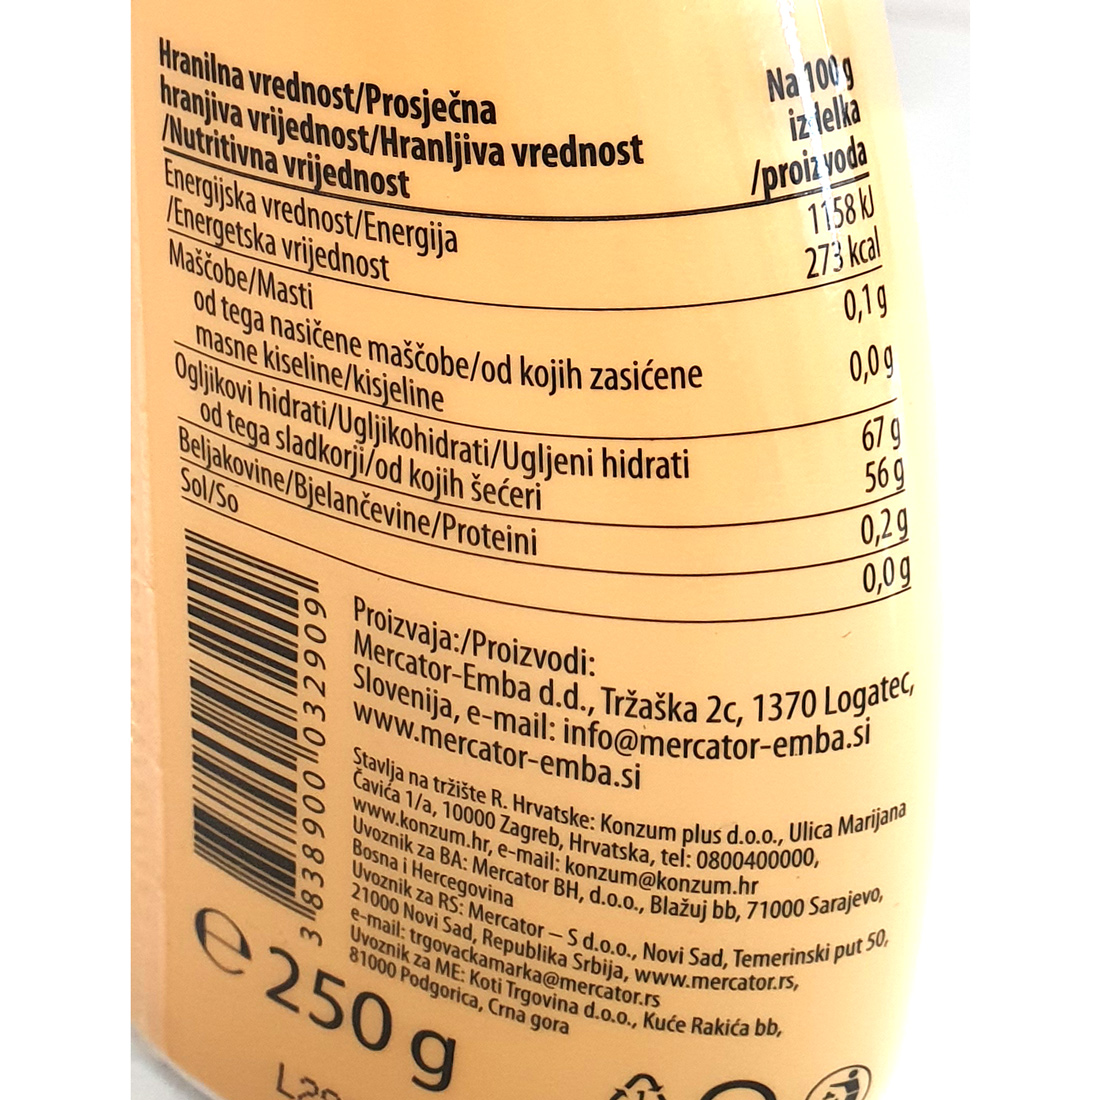 Hranilna vrednost/Prosječna
hranjiva vrijednost/Hranljiva vrednost
/Nutritivna vrijednost
Na 100 g
izdelka
/proizvoda
Energijska vrednost/Energija
/Energetska vrijednost
1158 kJ
273 kcal
Maščobe/Masti
0,1 g
od tega nasičene maščobe/od kojih zasićene
masne kiseline/kisjeline
0,0 g
Ogljikovi hidrati/Ugljikohidrati/Ugljeni hidrati
67 g
od tega sladkorji/od kojih šećeri
56 g
Beljakovine/Bjelančevine/Proteini
0,2 g
Sol/So
0,0 g
3 838900 032909
Proizvaja:/Proizvodi:
Mercator-Emba d.d., Tržaška 2c, 1370 Logatec,
Slovenija, e-mail: info@mercator-emba.si
www.mercator-emba.si
Stavlja na tržište R. Hrvatske: Konzum plus d.o.o., Ulica Marijana
Čavića 1/a, 10000 Zagreb, Hrvatska, tel: 0800400000,
www.konzum.hr, e-mail: konzum@konzum.hr
Uvoznik za BA: Mercator BH, d.o.o., Blažuj bb, 71000 Sarajevo,
Bosna i Hercegovina
Uvoznik za RS: Mercator – S d.o.o., Novi Sad, Temerinski put 50,
21000 Novi Sad, Republika Srbija, www.mercator.rs,
e-mail: trgovackamarka@mercator.rs
Uvoznik za ME: Koti Trgovina d.o.o., Kuće Rakića bb,
81000 Podgorica, Crna gora
℮ 250 g